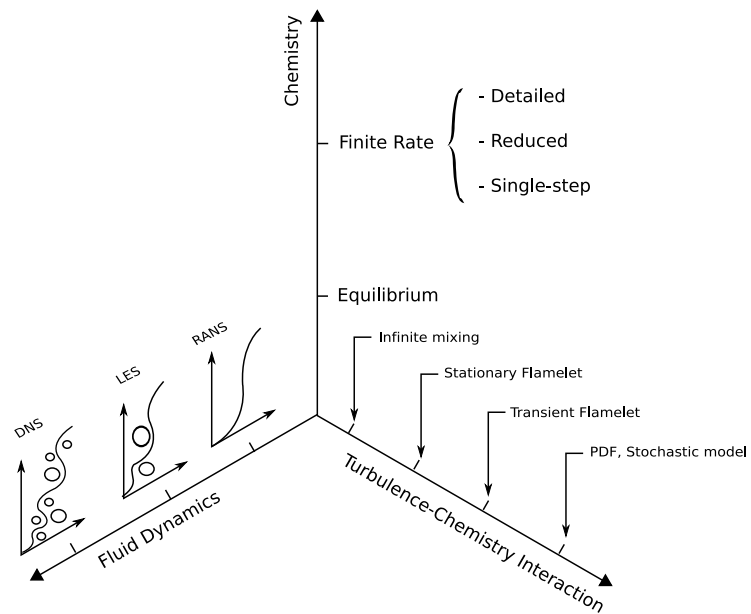 Chemistry
Finite Rate
- Detailed
- Reduced
- Single-step
Equilibrium
Infinite mixing
Stationary Flamelet
Transient Flamelet
PDF, Stochastic model
Turbulence-Chemistry Interaction
RANS
LES
DNS
Fluid Dynamics